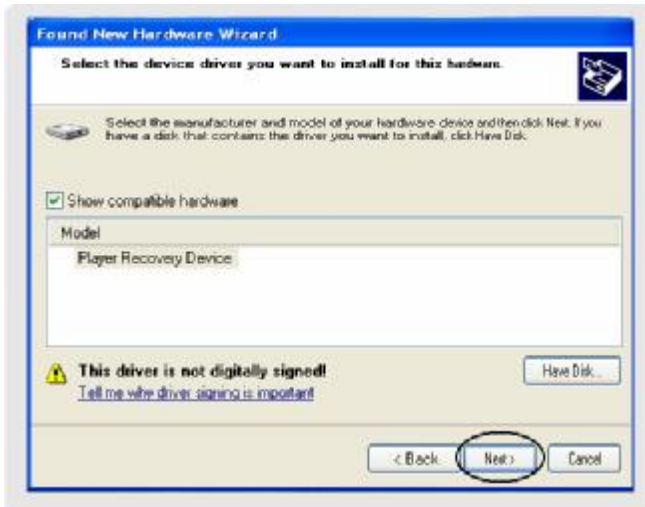 Found New Hardware Wizard
Select the device driver you want to install for this hardware.
Select the manufacturer and model of your hardware device and then click Next. If you
have a disk that contains the driver you want to install, click Have Disk.
Show compatible hardware
Model
Player Recovery Device
This driver is not digitally signed!
Tell me why driver signing is important
Have Disk...
< Back
Next >
Cancel